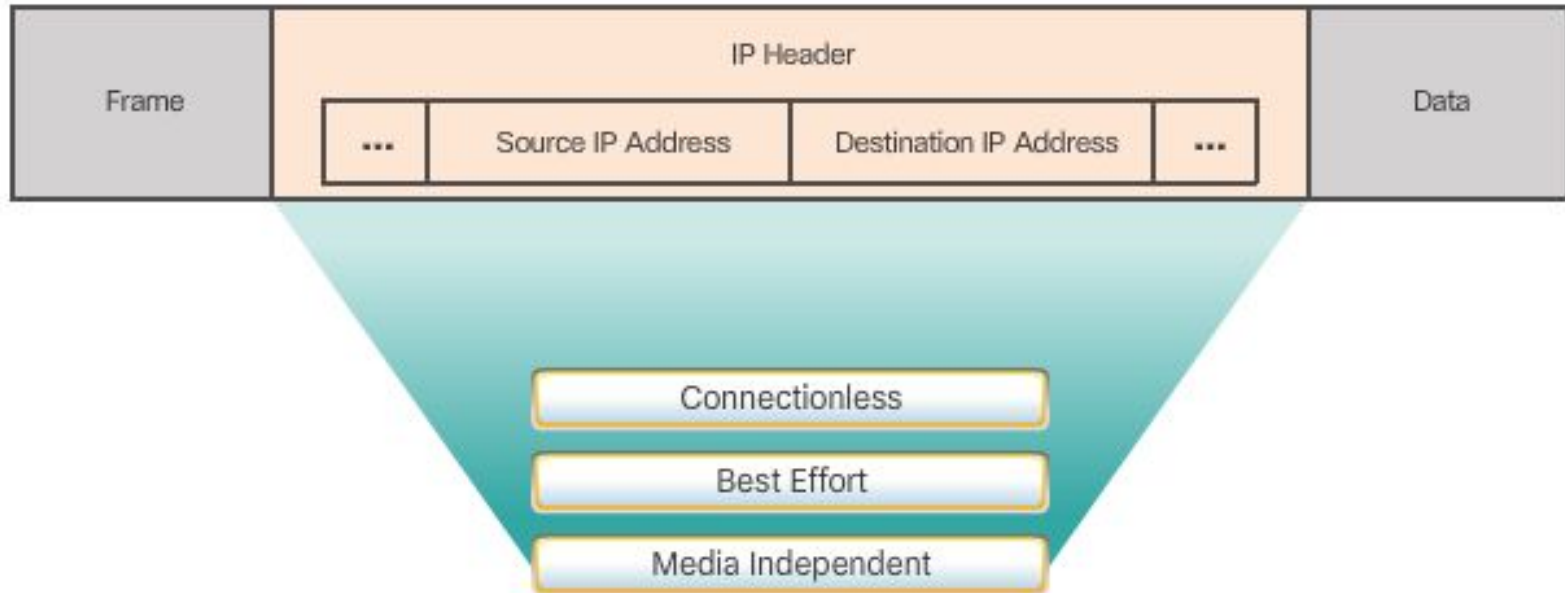 IP Header
Frame
...
Source IP Address
Destination IP Address
...
Data
Connectionless
Best Effort
Media Independent